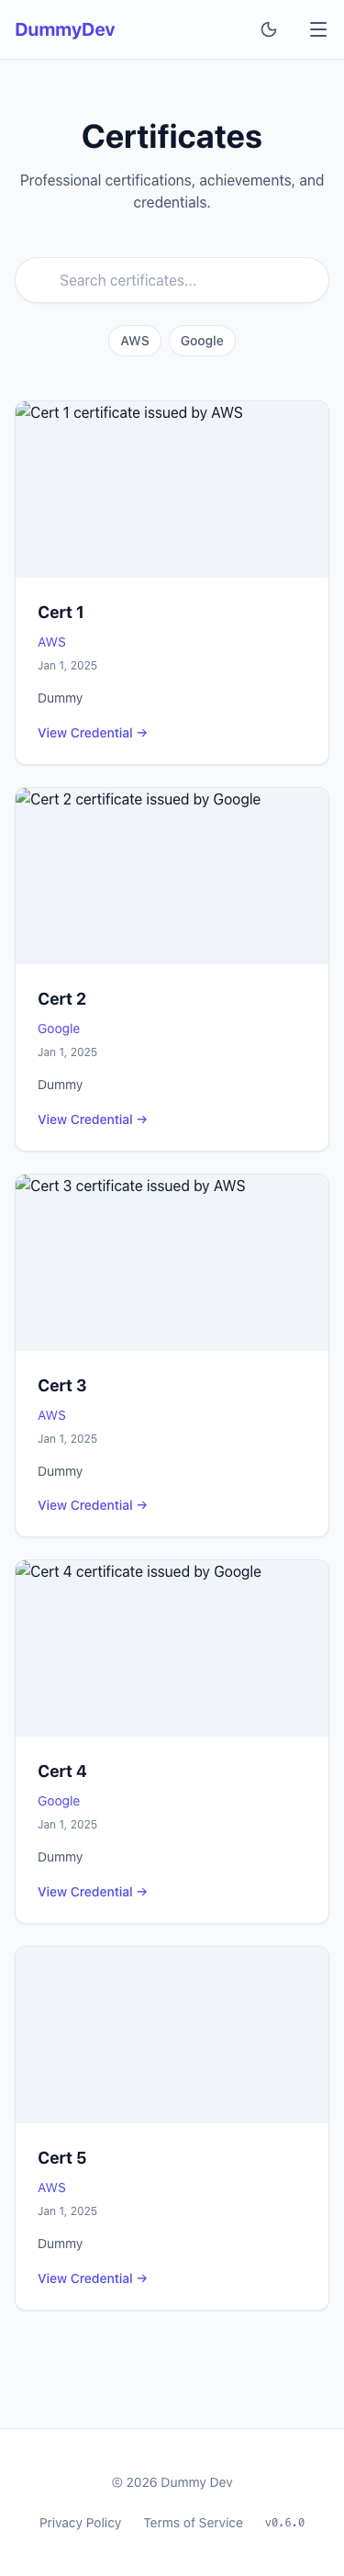 DummyDev
Certificates
Professional certifications, achievements, and
credentials.
Search certificates...
AWS
Google
Cert 1 certificate issued by AWS
Cert 1
AWS
Jan 1, 2025
Dummy
View Credential →
Cert 2 certificate issued by Google
Cert 2
Google
Jan 1, 2025
Dummy
View Credential →
Cert 3 certificate issued by AWS
Cert 3
AWS
Jan 1, 2025
Dummy
View Credential →
Cert 4 certificate issued by Google
Cert 4
Google
Jan 1, 2025
Dummy
View Credential →
Cert 5
AWS
Jan 1, 2025
Dummy
View Credential →
© 2026 Dummy Dev
Privacy Policy Terms of Service v0.6.0